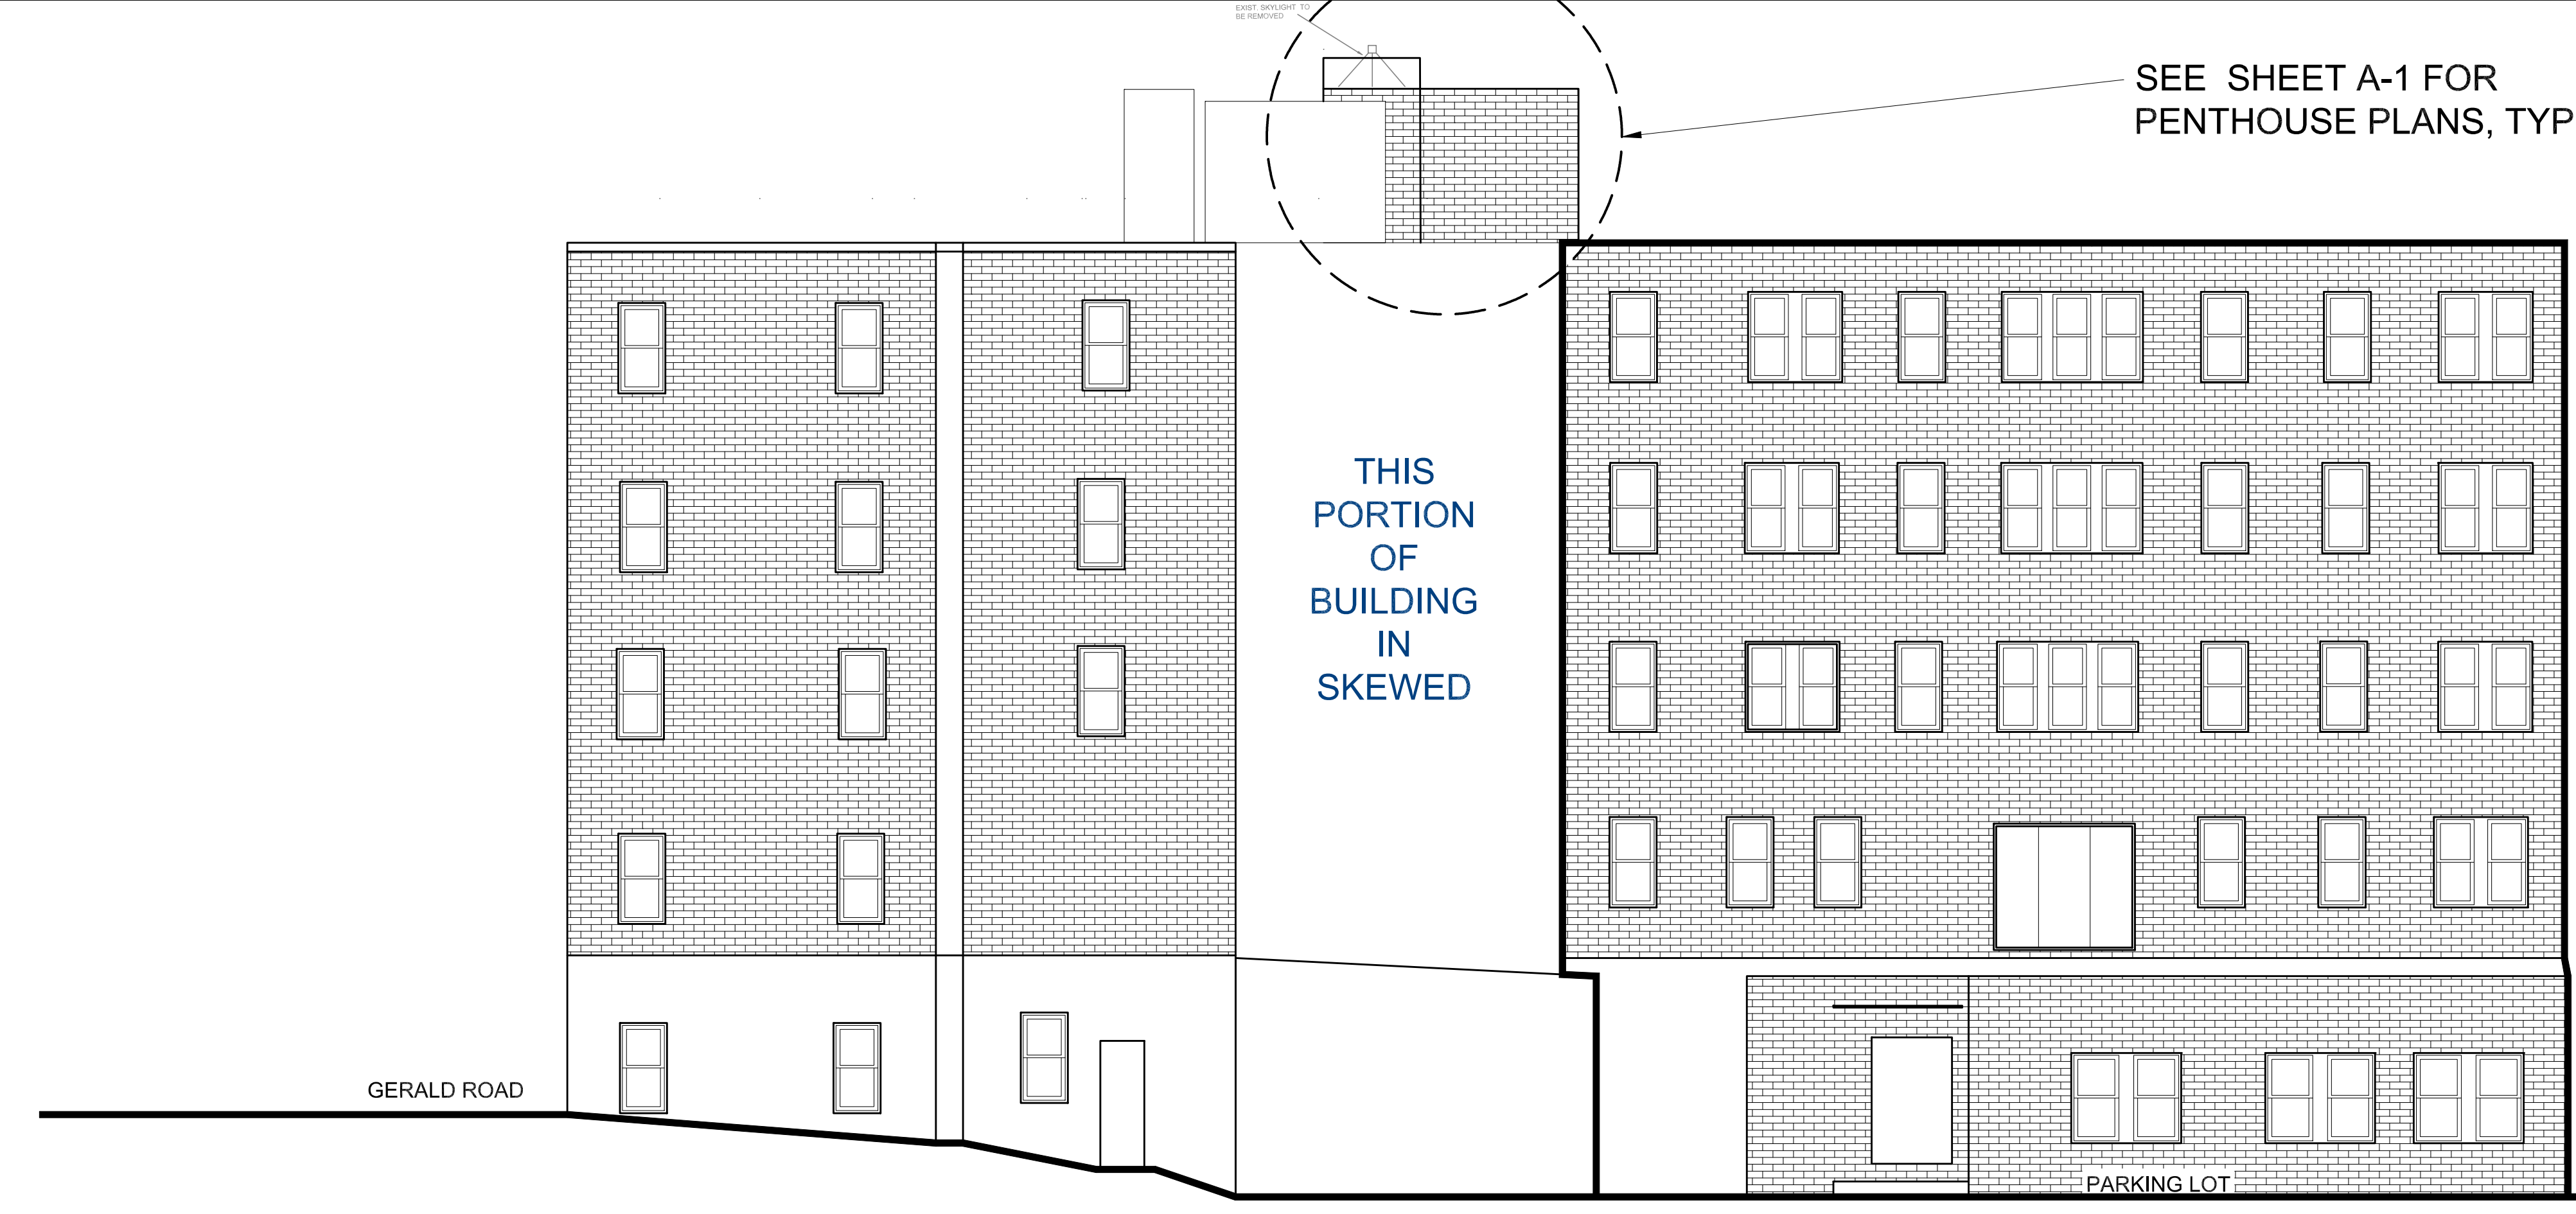 EXIST. SKYLIGHT TO
BE REMOVED
SEE SHEET A-1 FOR
PENTHOUSE PLANS, TYP
THIS
PORTION
OF
BUILDING
IN
SKEWED
GERALD ROAD
PARKING LOT